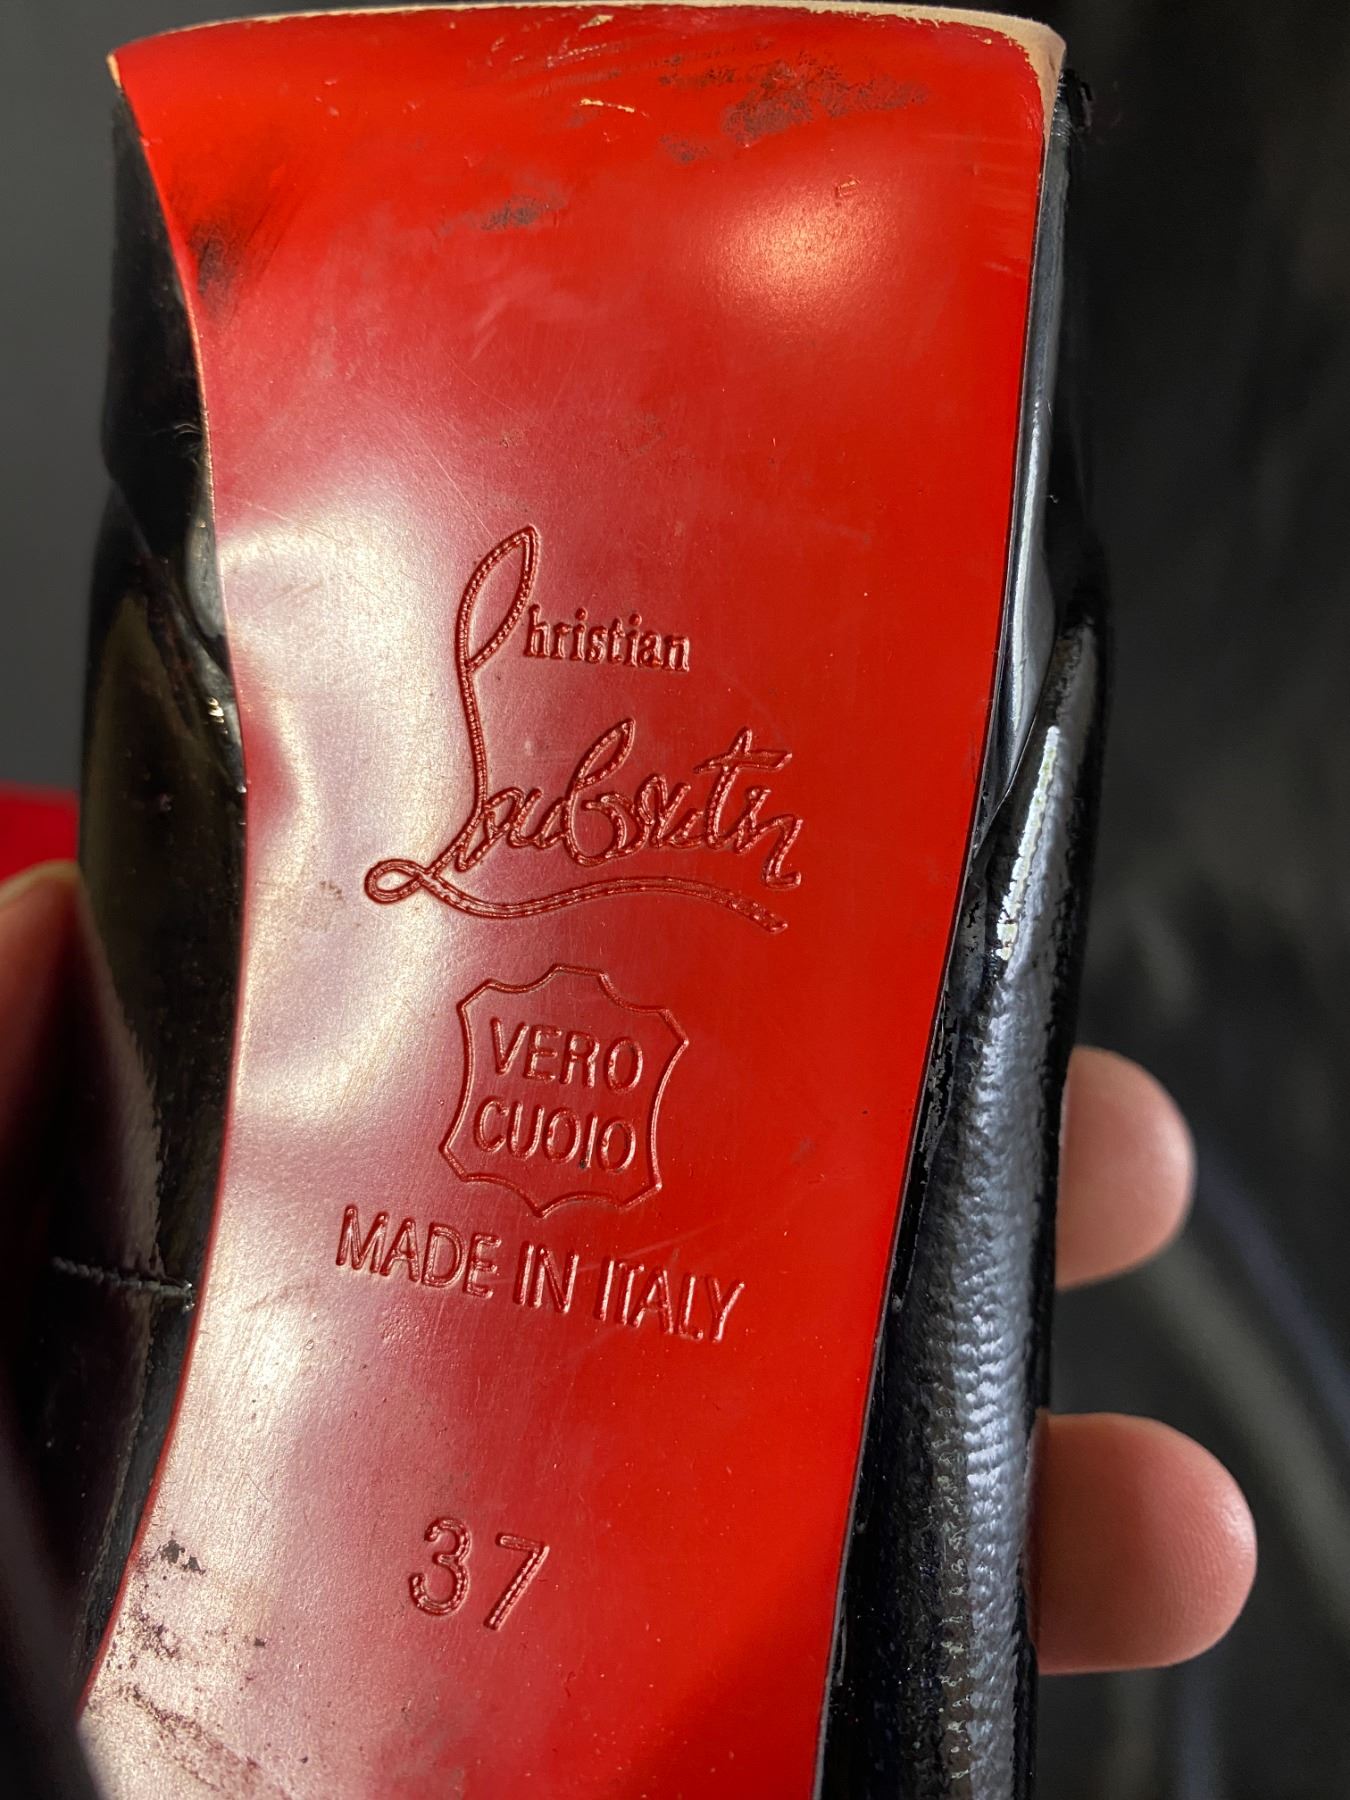 Christian
Louboutin
VERO
CUOIO
MADE IN ITALY
37